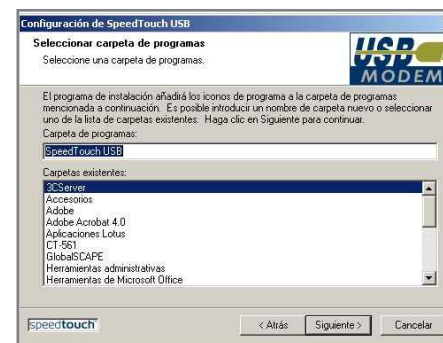 Configuración de SpeedTouch USB
Seleccionar carpeta de programas
Seleccione una carpeta de programas.
USB
MODEM
El programa de instalación añadirá los iconos de programa a la carpeta de programas
mencionada a continuación. Es posible introducir un nombre de carpeta nuevo o seleccionar
uno de la lista de carpetas existentes. Haga clic en Siguiente para continuar.
Carpeta de programas:
SpeedTouch USB
Carpetas existentes:
3CServer
Accesorios
Adobe
Adobe Acrobat 4.0
Aplicaciones Lotus
CT-561
GlobalSCAPE
Herramientas administrativas
Herramientas de Microsoft Office
speedtouch
< Atrás
Siguiente >
Cancelar